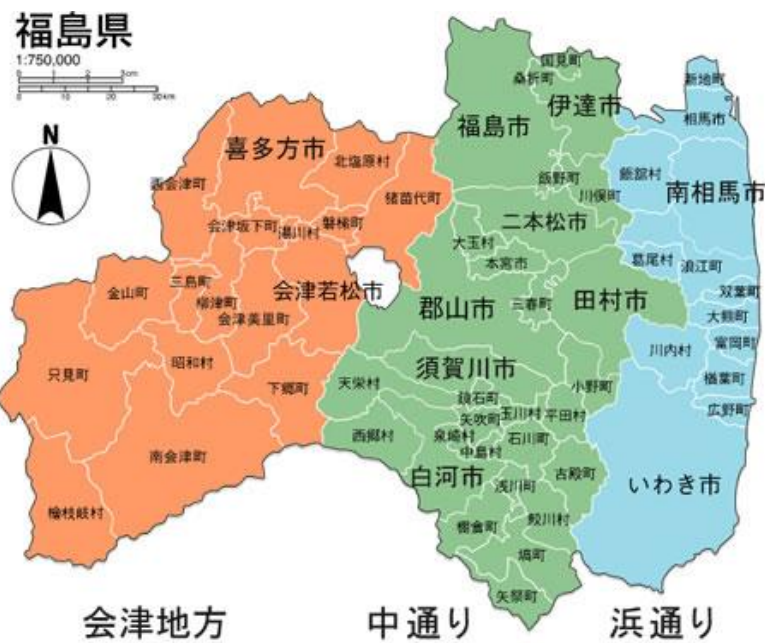 福島県
1:750,000
0 1 2 3cm
0 10 20 30km
N
国見町
桑折町
伊達市
福島市
新地町
相馬市
喜多方市
北塩原村
飯野町
飯舘村
川俣町
西会津町
猪苗代町
南相馬市
会津坂下町
湯川村
磐梯町
二本松市
大玉村
本宮市
葛尾村
浪江町
三島町
金山町
柳津町
会津若松市
会津美里町
郡山市
三春町
田村市
双葉町
大熊町
富岡町
川内村
昭和村
只見町
下郷町
須賀川市
天栄村
小野町
楢葉町
鏡石町
広野町
矢吹町
玉川村
平田村
西郷村
泉崎村
石川町
中島村
南会津町
白河市
浅川町
古殿町
いわき市
檜枝岐村
棚倉町
鮫川村
塙町
矢祭町
会津地方
中通り
浜通り